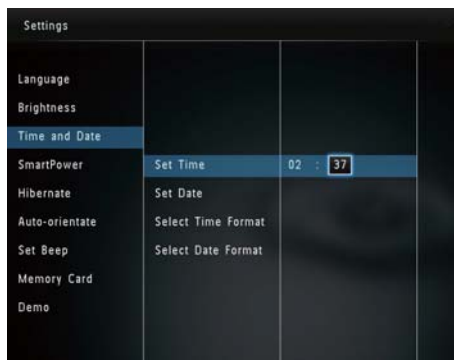 Settings
Language
Brightness
Time and Date
SmartPower
Set Time 02 : 37
Hibernate
Set Date
Auto-orientate
Select Time Format
Set Beep
Select Date Format
Memory Card
Demo